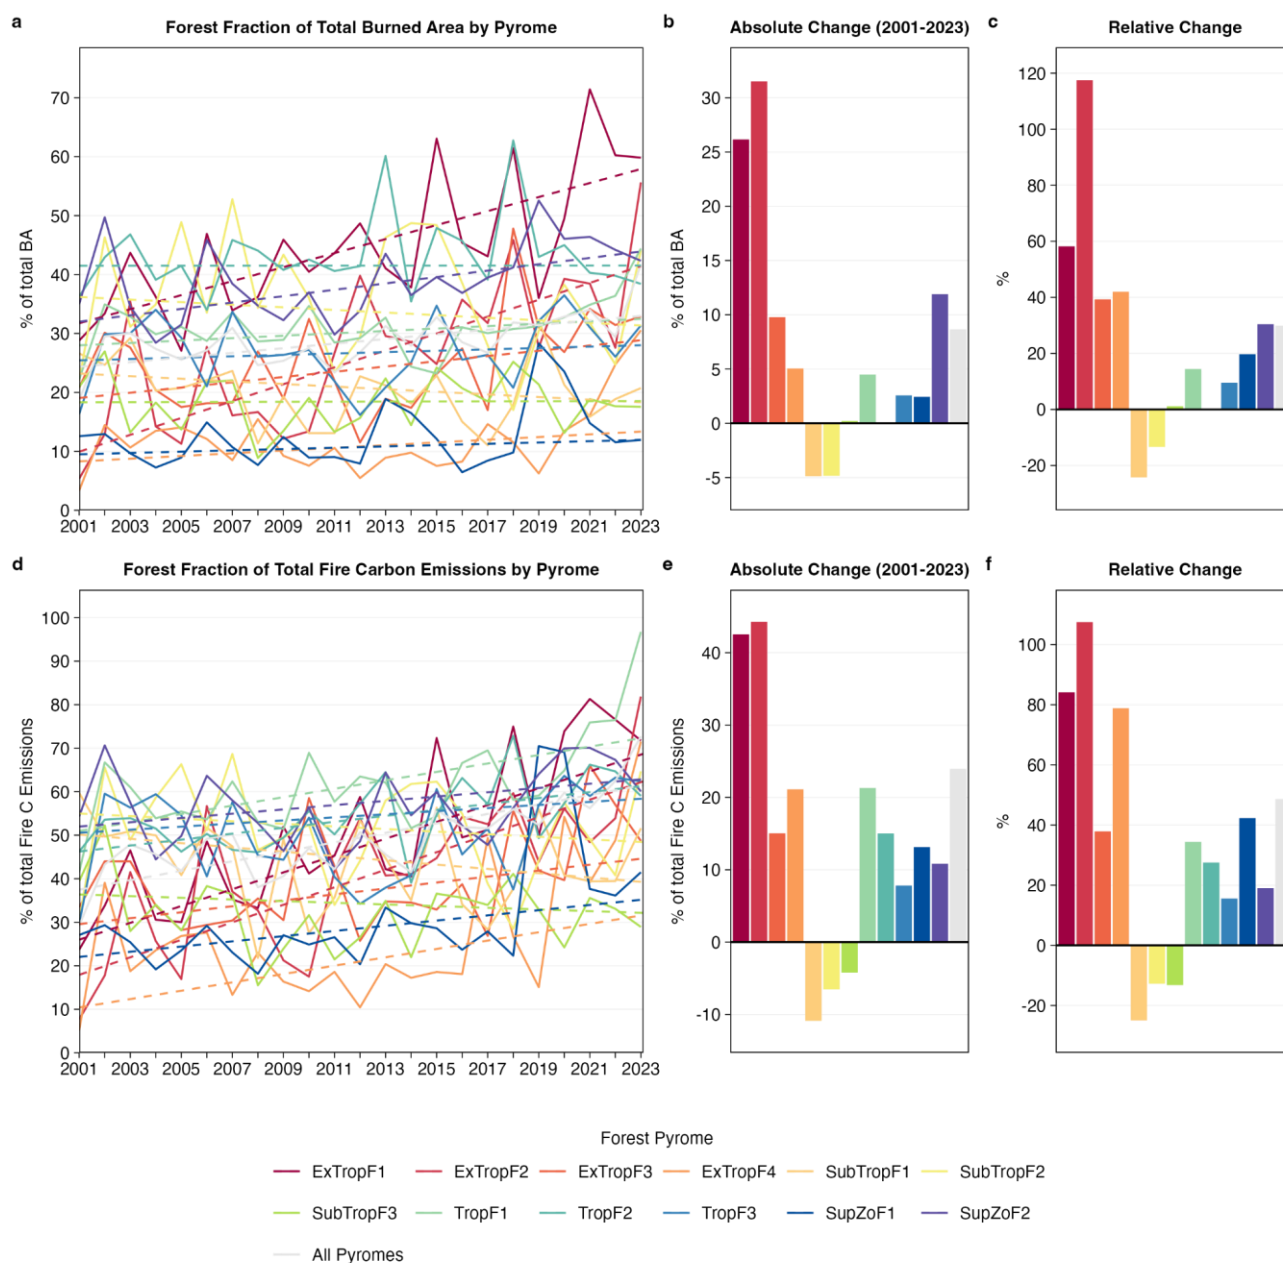 a
Forest Fraction of Total Burned Area by Pyrome
% of total BA
70
60
50
40
30
20
10
0
2001 2003 2005 2007 2009 2011 2013 2015 2017 2019 2021 2023
b
Absolute Change (2001-2023)
% of total BA
30
25
20
15
10
5
0
-5
c
Relative Change
%
120
100
80
60
40
20
0
-20
d
Forest Fraction of Total Fire Carbon Emissions by Pyrome
% of total Fire C Emissions
100
90
80
70
60
50
40
30
20
10
0
2001 2003 2005 2007 2009 2011 2013 2015 2017 2019 2021 2023
e
Absolute Change (2001-2023)
% of total Fire C Emissions
40
30
20
10
0
-10
f
Relative Change
%
100
80
60
40
20
0
-20
Forest Pyrome
ExTropF1 ExTropF2 ExTropF3 ExTropF4 SubTropF1 SubTropF2
SubTropF3 TropF1 TropF2 TropF3 SupZoF1 SupZoF2
All Pyromes